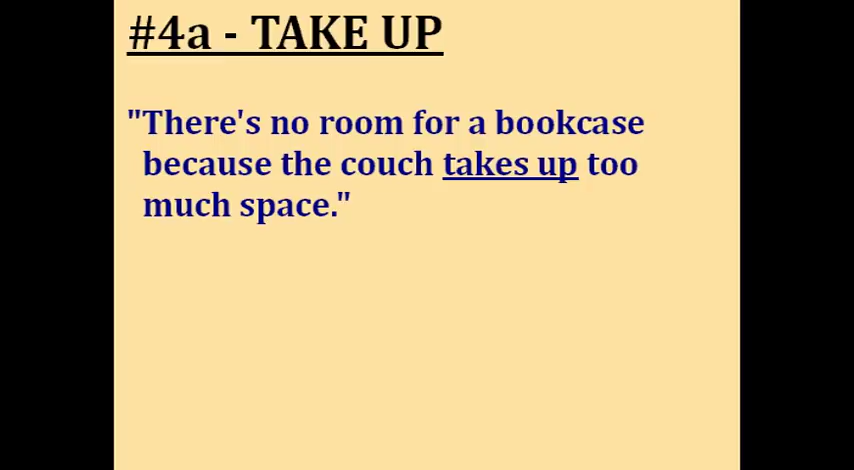 #4a - TAKE UP
"There's no room for a bookcase
because the couch takes up too
much space."